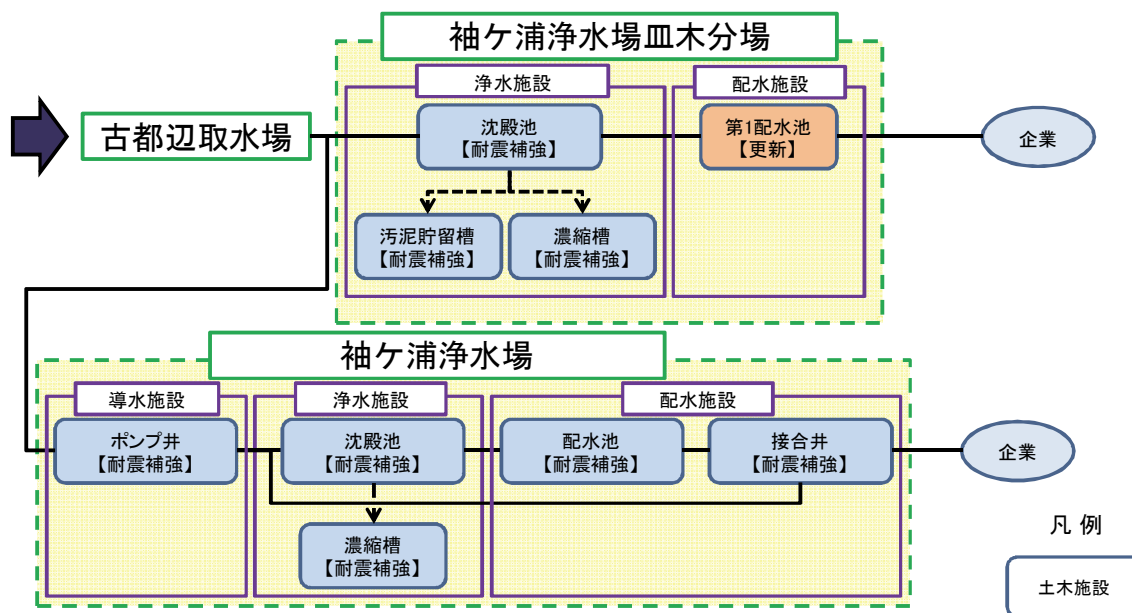 袖ケ浦浄水場皿木分場
浄水施設
配水施設
古都辺取水場
沈殿池
【耐震補強】
第1配水池
【更新】
企業
汚泥貯留槽
【耐震補強】
濃縮槽
【耐震補強】
袖ケ浦浄水場
導水施設
浄水施設
配水施設
ポンプ井
【耐震補強】
沈殿池
【耐震補強】
配水池
【耐震補強】
接合井
【耐震補強】
企業
濃縮槽
【耐震補強】
凡 例
土木施設